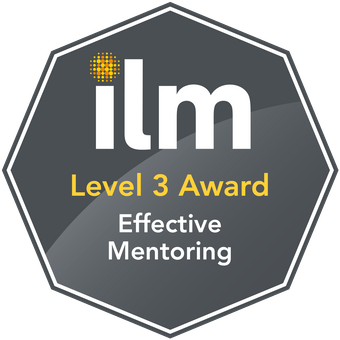 ilm
Level 3 Award
Effective
Mentoring